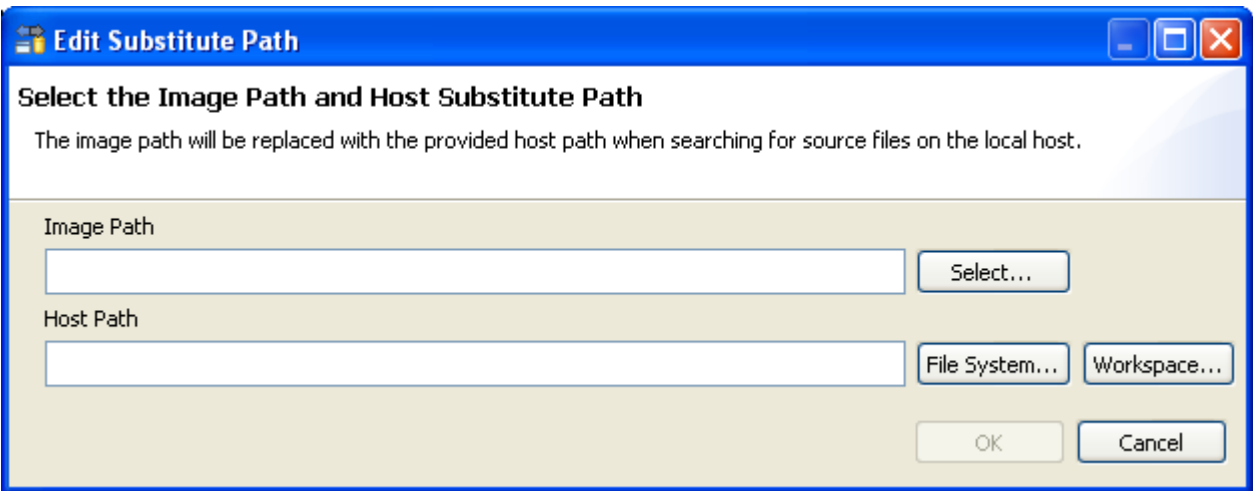 Edit Substitute Path
Select the Image Path and Host Substitute Path
The image path will be replaced with the provided host path when searching for source files on the local host.
Image Path
Select...
Host Path
File System... Workspace...
OK Cancel